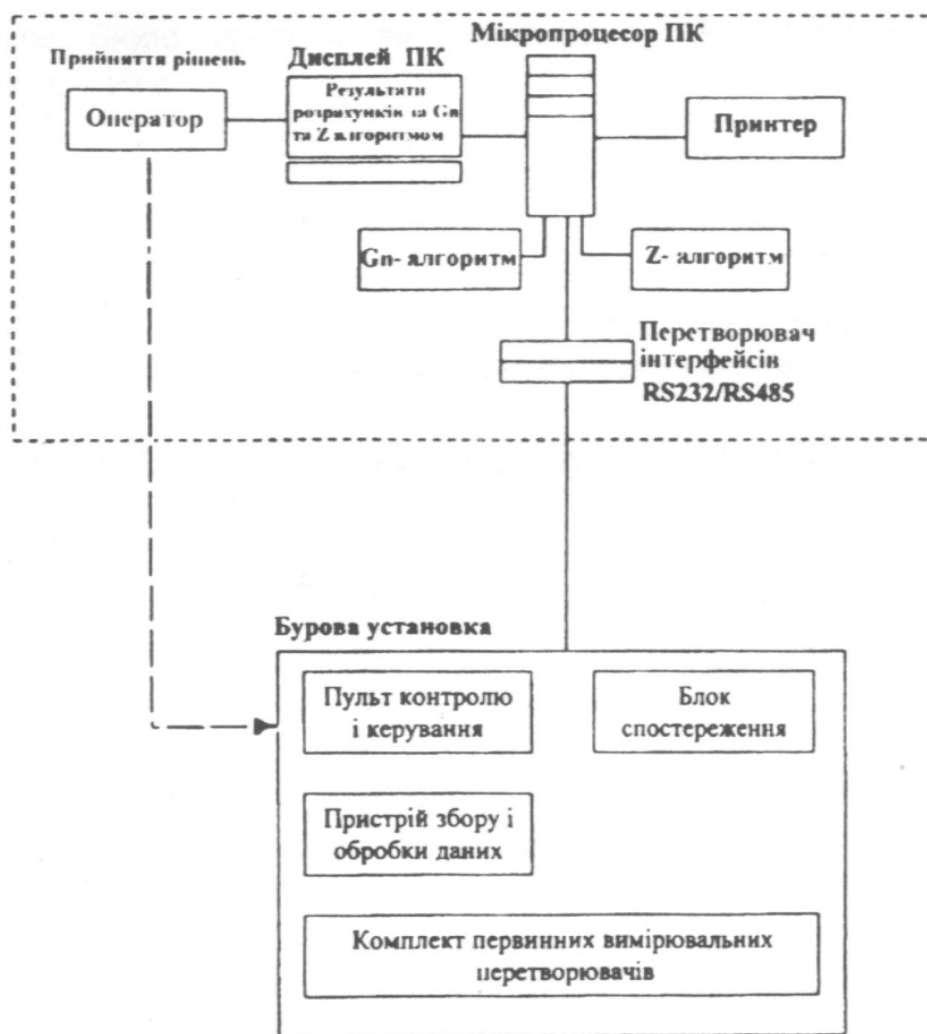 Мікропроцесор ПК
Прийняття рішень
Дисплей ПК
Оператор
Результати
розрахунків за Gn
та Z алгоритмом
Принтер
Gn- алгоритм
Z- алгоритм
Перетворювач
інтерфейсів
RS232/RS485
Бурова установка
Пульт контролю
і керування
Блок
спостереження
Пристрій збору і
обробки даних
Комплект первинних вимірювальних
перетворювачів